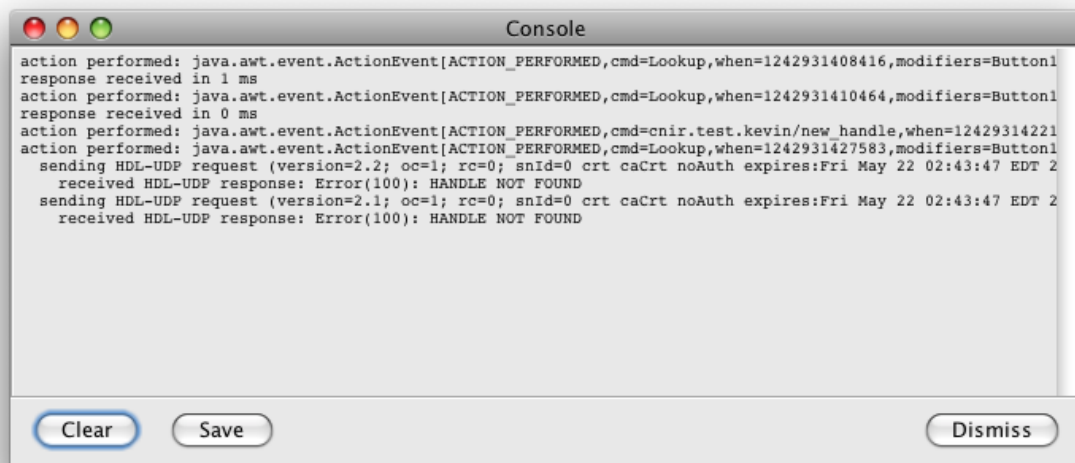 Console
action performed: java.awt.event.ActionEvent[ACTION_PERFORMED,cmd=Lookup,when=1242931408416,modifiers=Button1
response received in 1 ms
action performed: java.awt.event.ActionEvent[ACTION_PERFORMED,cmd=Lookup,when=1242931410464,modifiers=Button1
response received in 0 ms
action performed: java.awt.event.ActionEvent[ACTION_PERFORMED,cmd=cnir.test.kevin/new_handle,when=12429314221
action performed: java.awt.event.ActionEvent[ACTION_PERFORMED,cmd=Lookup,when=1242931427583,modifiers=Button1
sending HDL-UDP request (version=2.2; oc=1; rc=0; snId=0 crt caCrt noAuth expires:Fri May 22 02:43:47 EDT 2
received HDL-UDP response: Error(100): HANDLE NOT FOUND
sending HDL-UDP request (version=2.1; oc=1; rc=0; snId=0 crt caCrt noAuth expires:Fri May 22 02:43:47 EDT 2
received HDL-UDP response: Error(100): HANDLE NOT FOUND
Clear Save Dismiss